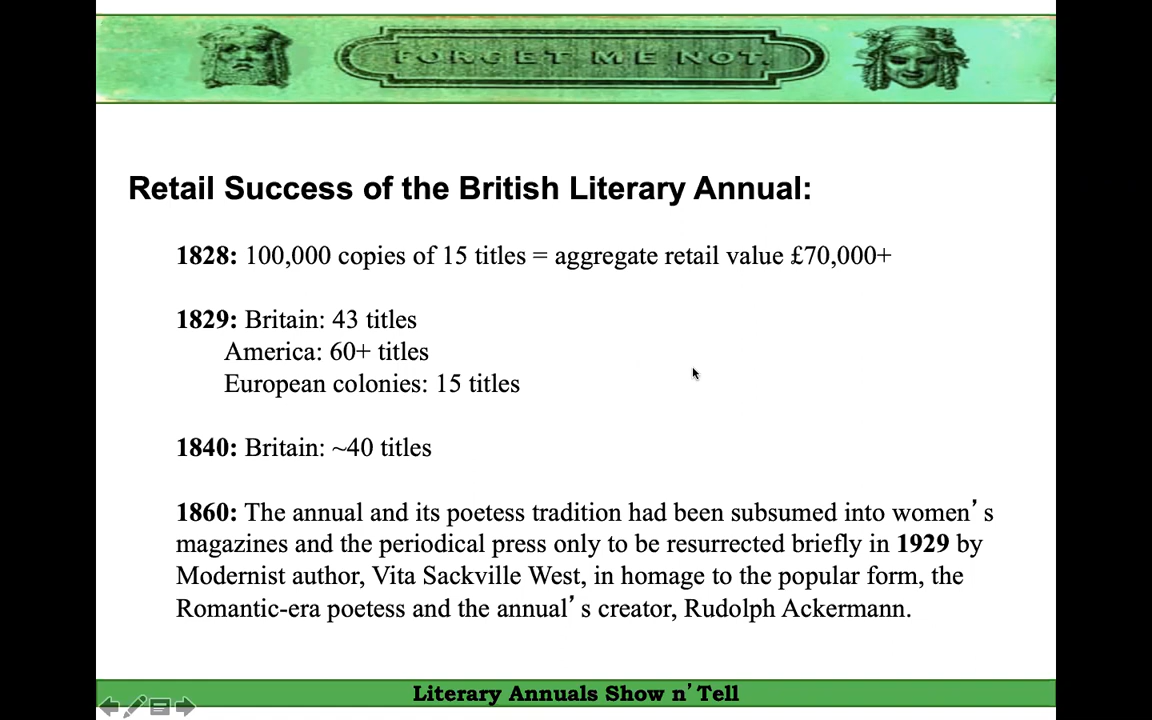 FORGET ME NOT.
Retail Success of the British Literary Annual:
1828: 100,000 copies of 15 titles = aggregate retail value £70,000+
1829: Britain: 43 titles
America: 60+ titles
European colonies: 15 titles
1840: Britain: ~40 titles
1860: The annual and its poetess tradition had been subsumed into women’s
magazines and the periodical press only to be resurrected briefly in 1929 by
Modernist author, Vita Sackville West, in homage to the popular form, the
Romantic-era poetess and the annual’s creator, Rudolph Ackermann.
Literary Annuals Show n’ Tell